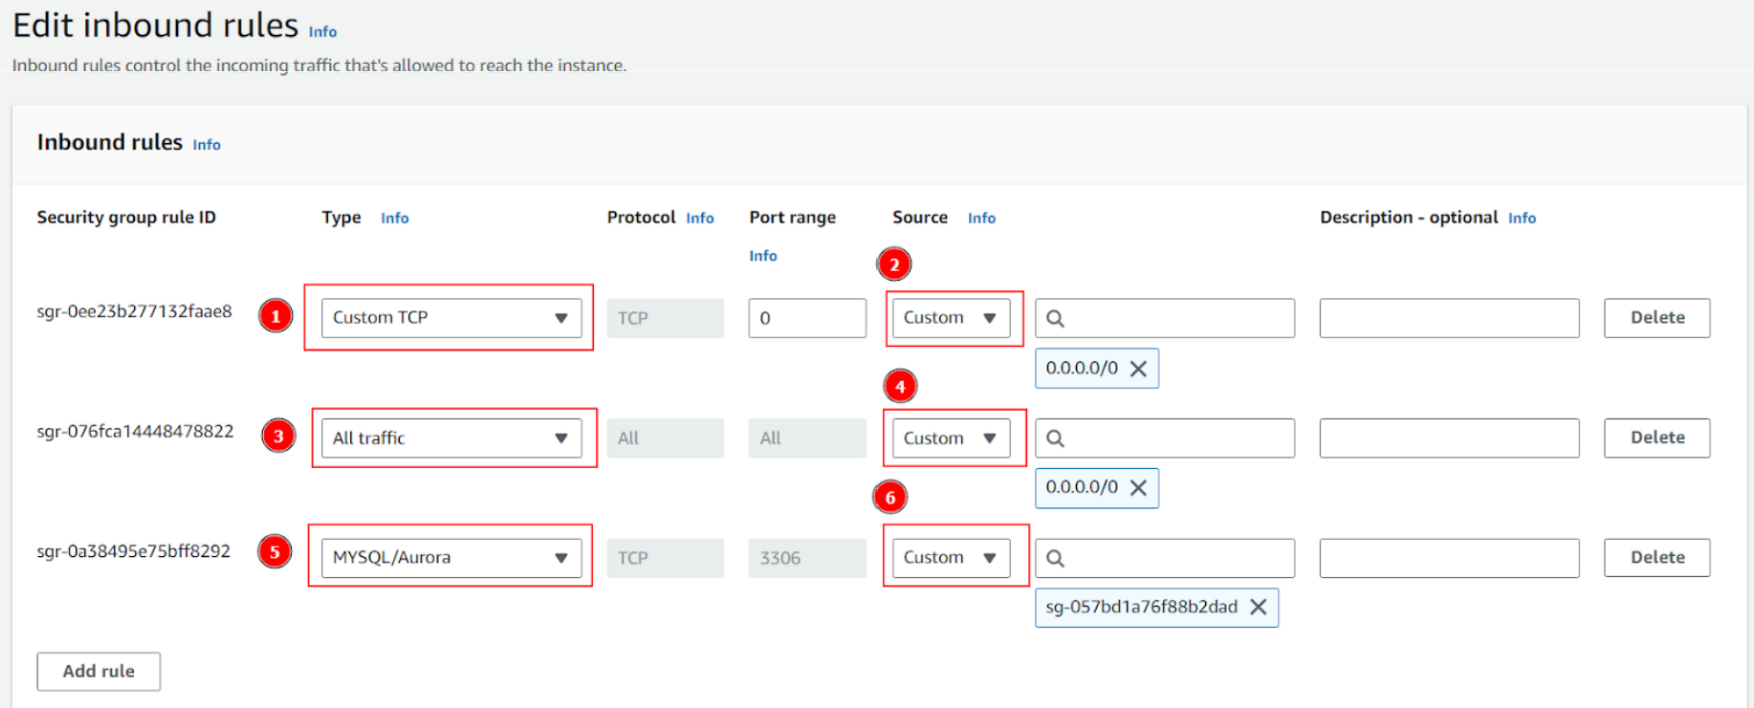 Edit inbound rules Info
Inbound rules control the incoming traffic that's allowed to reach the instance.
Inbound rules Info
Security group rule ID Type Info Protocol Info Port range Source Info Description - optional Info
Info
2
sgr-0ee23b277132faae8 1 Custom TCP TCP 0 Custom Delete
0.0.0.0/0
4
sgr-076fca14448478822 3 All traffic All All Custom Delete
0.0.0.0/0
6
sgr-0a38495e75bff8292 5 MYSQL/Aurora TCP 3306 Custom Delete
sg-057bd1a76f88b2dad
Add rule